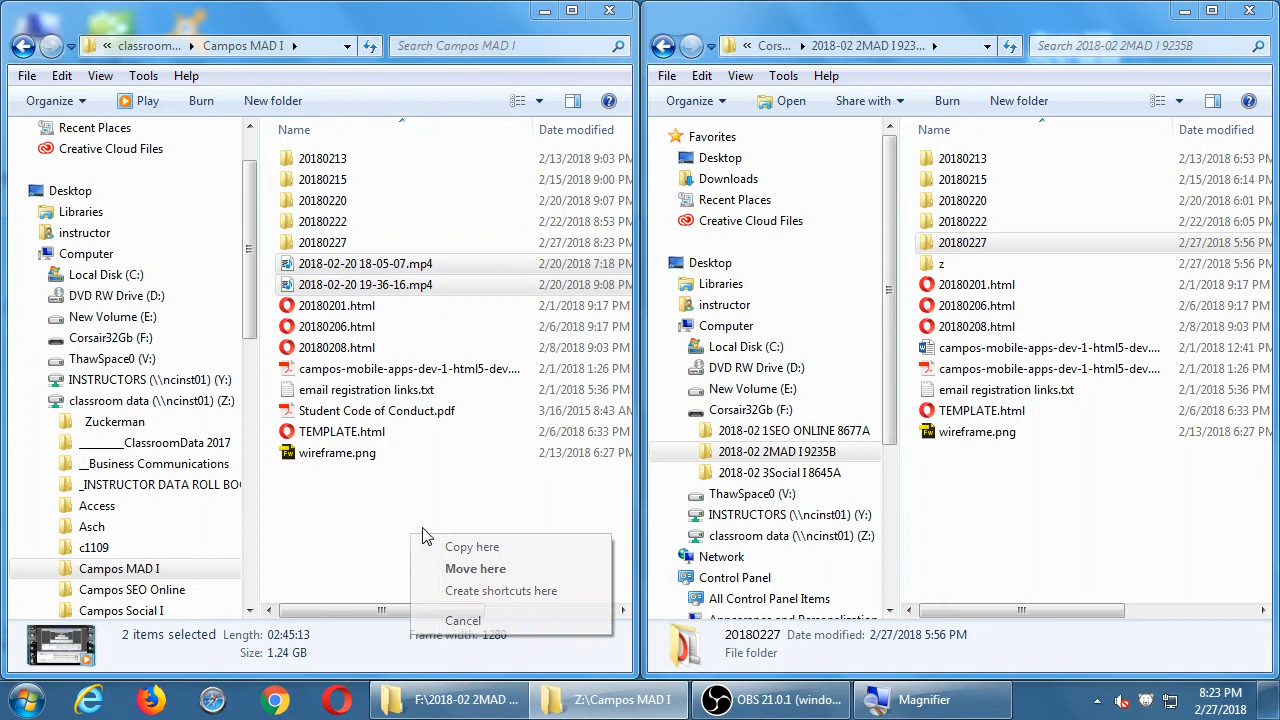 « classroom... ▸ Campos MAD I ▸
Search Campos MAD I
File Edit View Tools Help
Organize Play Burn New folder
Recent Places
Creative Cloud Files
Desktop
Libraries
instructor
Computer
Local Disk (C:)
DVD RW Drive (D:)
New Volume (E:)
Corsair32Gb (F:)
ThawSpace0 (V:)
INSTRUCTORS (\\ncinst01) (Y:)
classroom data (\\ncinst01) (Z:)
Zuckerman
________ClassroomData 2017
__Business Communications
_INSTRUCTOR DATA ROLL BO
Access
Asch
c1109
Campos MAD I
Campos SEO Online
Campos Social I
Name Date modified
20180213 2/13/2018 9:03 PM
20180215 2/15/2018 9:00 PM
20180220 2/20/2018 9:07 PM
20180222 2/22/2018 8:53 PM
20180227 2/27/2018 8:23 PM
2018-02-20 18-05-07.mp4 2/20/2018 7:18 PM
2018-02-20 19-36-16.mp4 2/20/2018 9:08 PM
20180201.html 2/1/2018 9:17 PM
20180206.html 2/6/2018 9:17 PM
20180208.html 2/8/2018 9:03 PM
campos-mobile-apps-dev-1-html5-dev.... 2/1/2018 1:26 PM
email registration links.txt 2/1/2018 5:36 PM
Student Code of Conduct.pdf 3/16/2015 8:43 AM
TEMPLATE.html 2/6/2018 6:33 PM
wireframe.png 2/13/2018 6:27 PM
Copy here
Move here
Create shortcuts here
Cancel
2 items selected Length: 02:45:13 Frame width: 1280
Size: 1.24 GB
« Cors... ▸ 2018-02 2MAD I 923... ▸
Search 2018-02 2MAD I 9235B
File Edit View Tools Help
Organize Open Share with Burn New folder
Favorites
Desktop
Downloads
Recent Places
Creative Cloud Files
Desktop
Libraries
instructor
Computer
Local Disk (C:)
DVD RW Drive (D:)
New Volume (E:)
Corsair32Gb (F:)
2018-02 1SEO ONLINE 8677A
2018-02 2MAD I 9235B
2018-02 3Social I 8645A
ThawSpace0 (V:)
INSTRUCTORS (\\ncinst01) (Y:)
classroom data (\\ncinst01) (Z:)
Network
Control Panel
All Control Panel Items
Name Date modified
20180213 2/13/2018 6:53 PM
20180215 2/15/2018 6:14 PM
20180220 2/20/2018 6:01 PM
20180222 2/22/2018 6:05 PM
20180227 2/27/2018 5:56 PM
z 2/27/2018 5:56 PM
20180201.html 2/1/2018 9:17 PM
20180206.html 2/6/2018 9:17 PM
20180208.html 2/8/2018 9:03 PM
campos-mobile-apps-dev-1-html5-dev.... 2/1/2018 12:41 PM
campos-mobile-apps-dev-1-html5-dev.... 2/1/2018 1:26 PM
email registration links.txt 2/1/2018 5:36 PM
TEMPLATE.html 2/6/2018 6:33 PM
wireframe.png 2/13/2018 6:27 PM
20180227 Date modified: 2/27/2018 5:56 PM
File folder
F:\2018-02 2MAD ...
Z:\Campos MAD I
OBS 21.0.1 (windo...
Magnifier
8:23 PM
2/27/2018